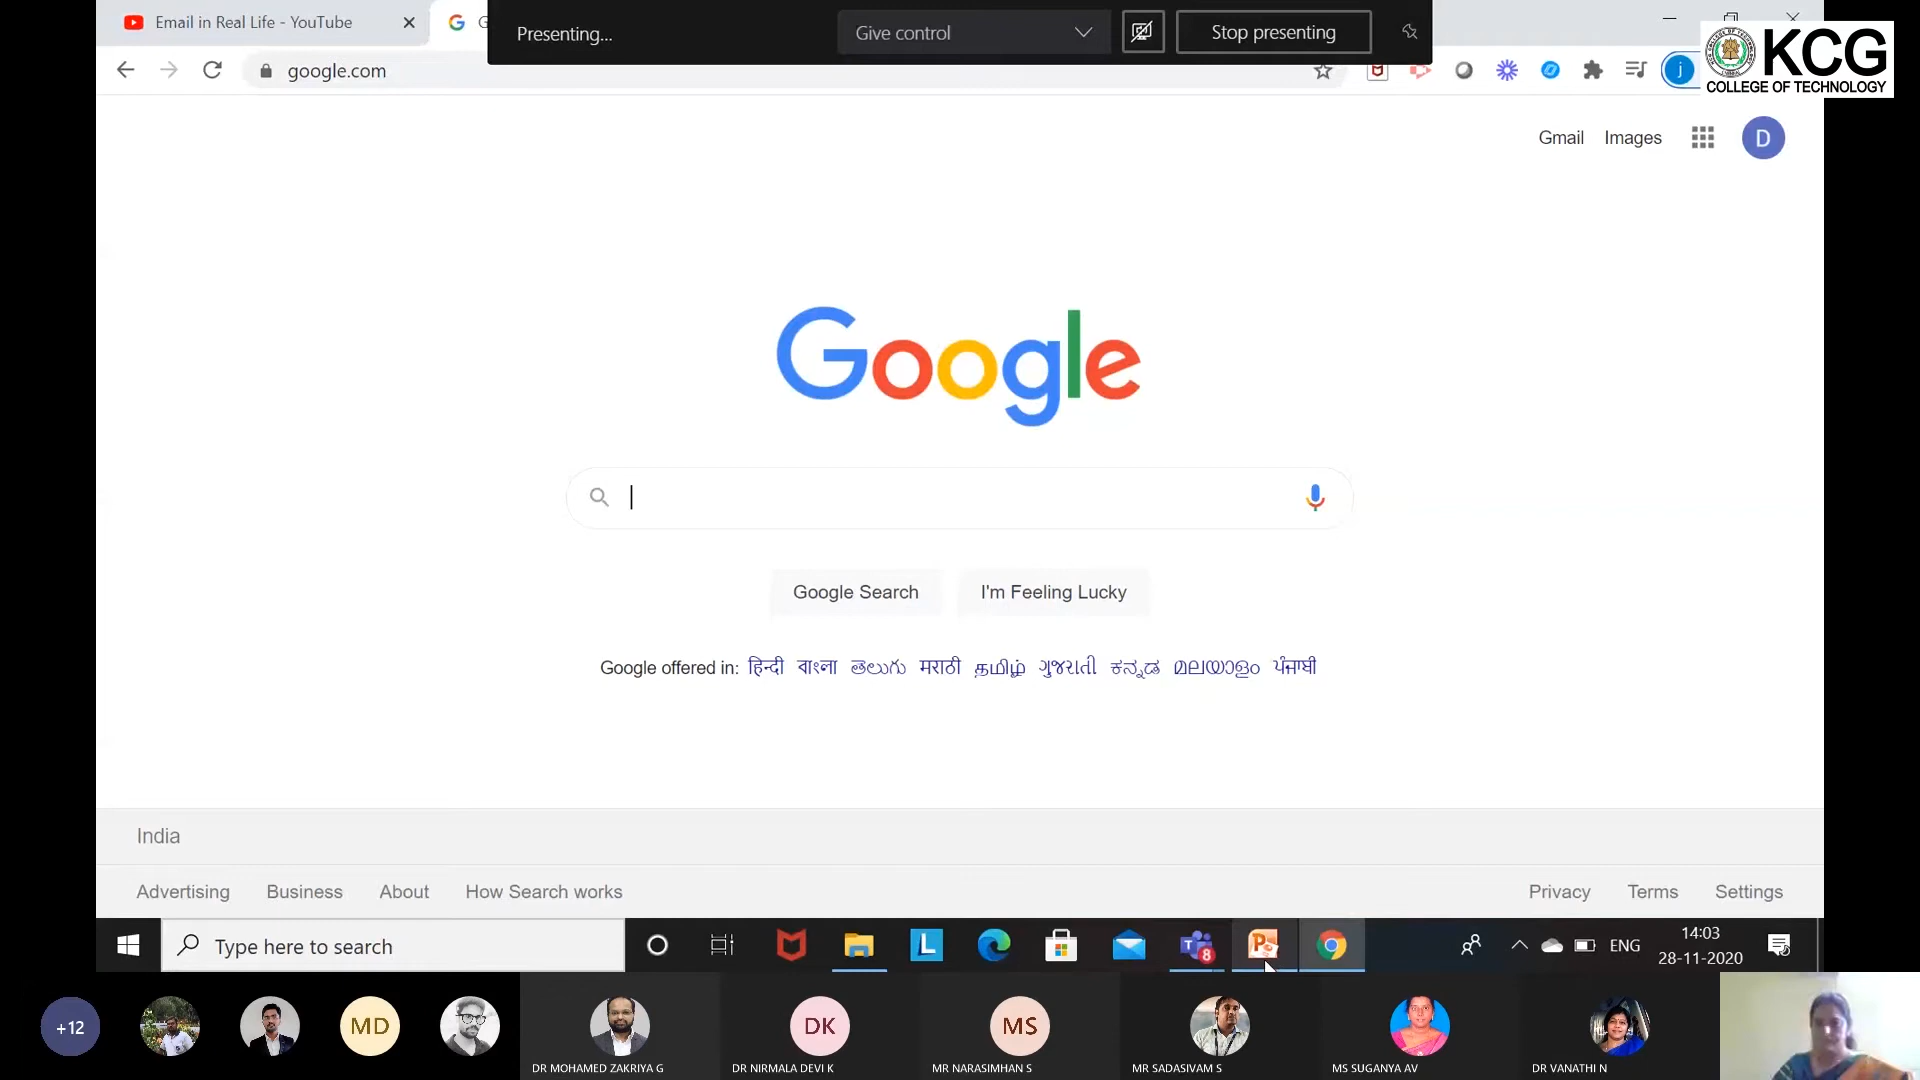 Email in Real Life - YouTube
Presenting...
Give control
Stop presenting
google.com
j
KCG
COLLEGE OF TECHNOLOGY
Gmail Images
D
Google
Google Search
I'm Feeling Lucky
Google offered in: हिन्दी বাংলা తెలుగు मराठी தமிழ் ગુજરાતી ಕನ್ನಡ മലയാളം ਪੰਜਾਬੀ
India
Advertising Business About How Search works
Privacy Terms Settings
Type here to search
L
8
ENG
14:03
28-11-2020
+12
MD
DK
MS
DR MOHAMED ZAKRIYA G
DR NIRMALA DEVI K
MR NARASIMHAN S
MR SADASIVAM S
MS SUGANYA AV
DR VANATHI N